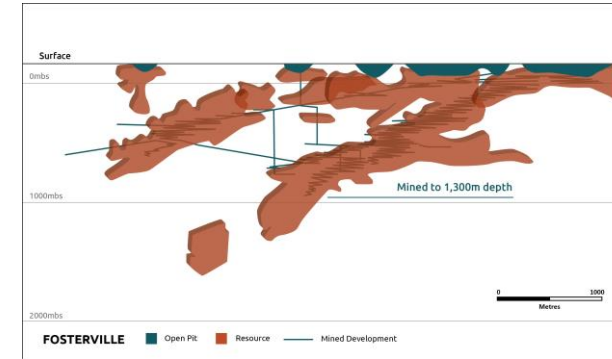 Surface
0mbs
1000mbs
Mined to 1,300m depth
0 1000
Metres
2000mbs
FOSTERVILLE Open Pit Resource Mined Development